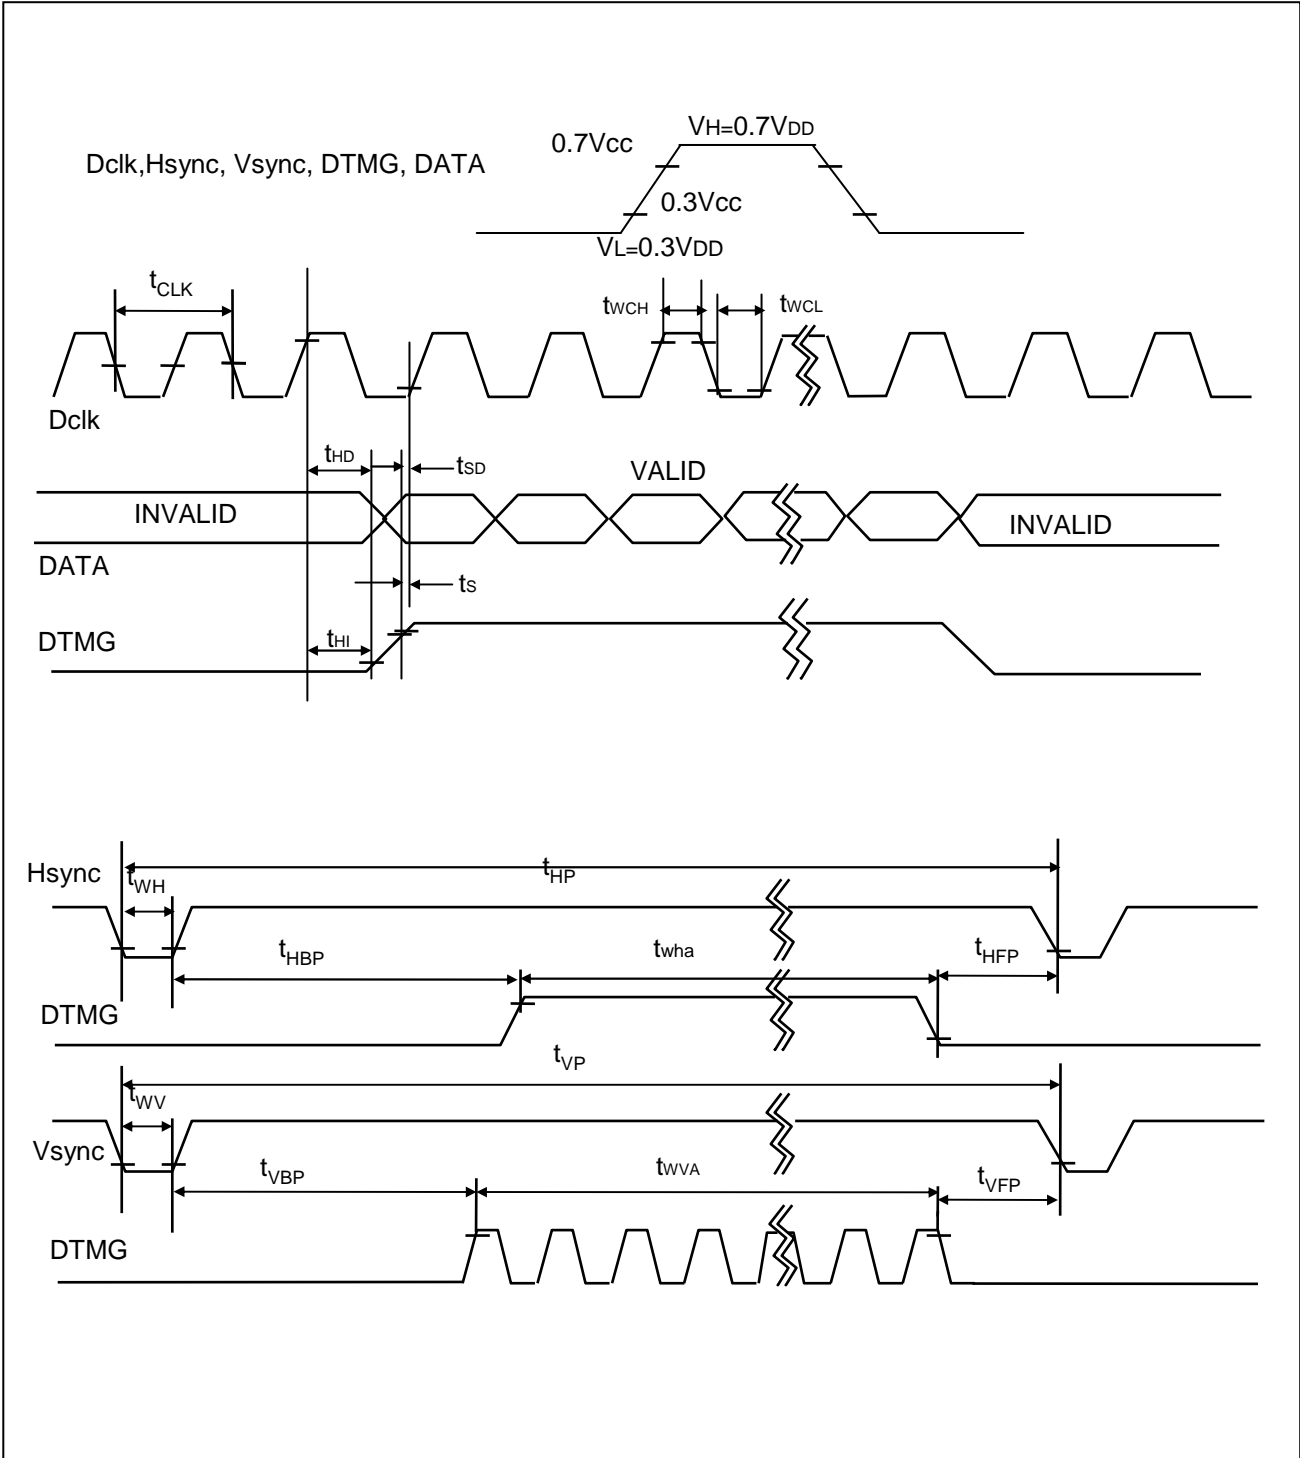 VH=0.7VDD
0.7Vcc
Dclk,Hsync, Vsync, DTMG, DATA
0.3Vcc
VL=0.3VDD
tCLK
tWCH
tWCL
Dclk
tHD
tSD
VALID
INVALID
INVALID
DATA
tS
DTMG
tHI
Hsync
tWH
tHP
tHBP
twha
tHFP
DTMG
tVP
tWV
Vsync
tVBP
tWVA
tVFP
DTMG